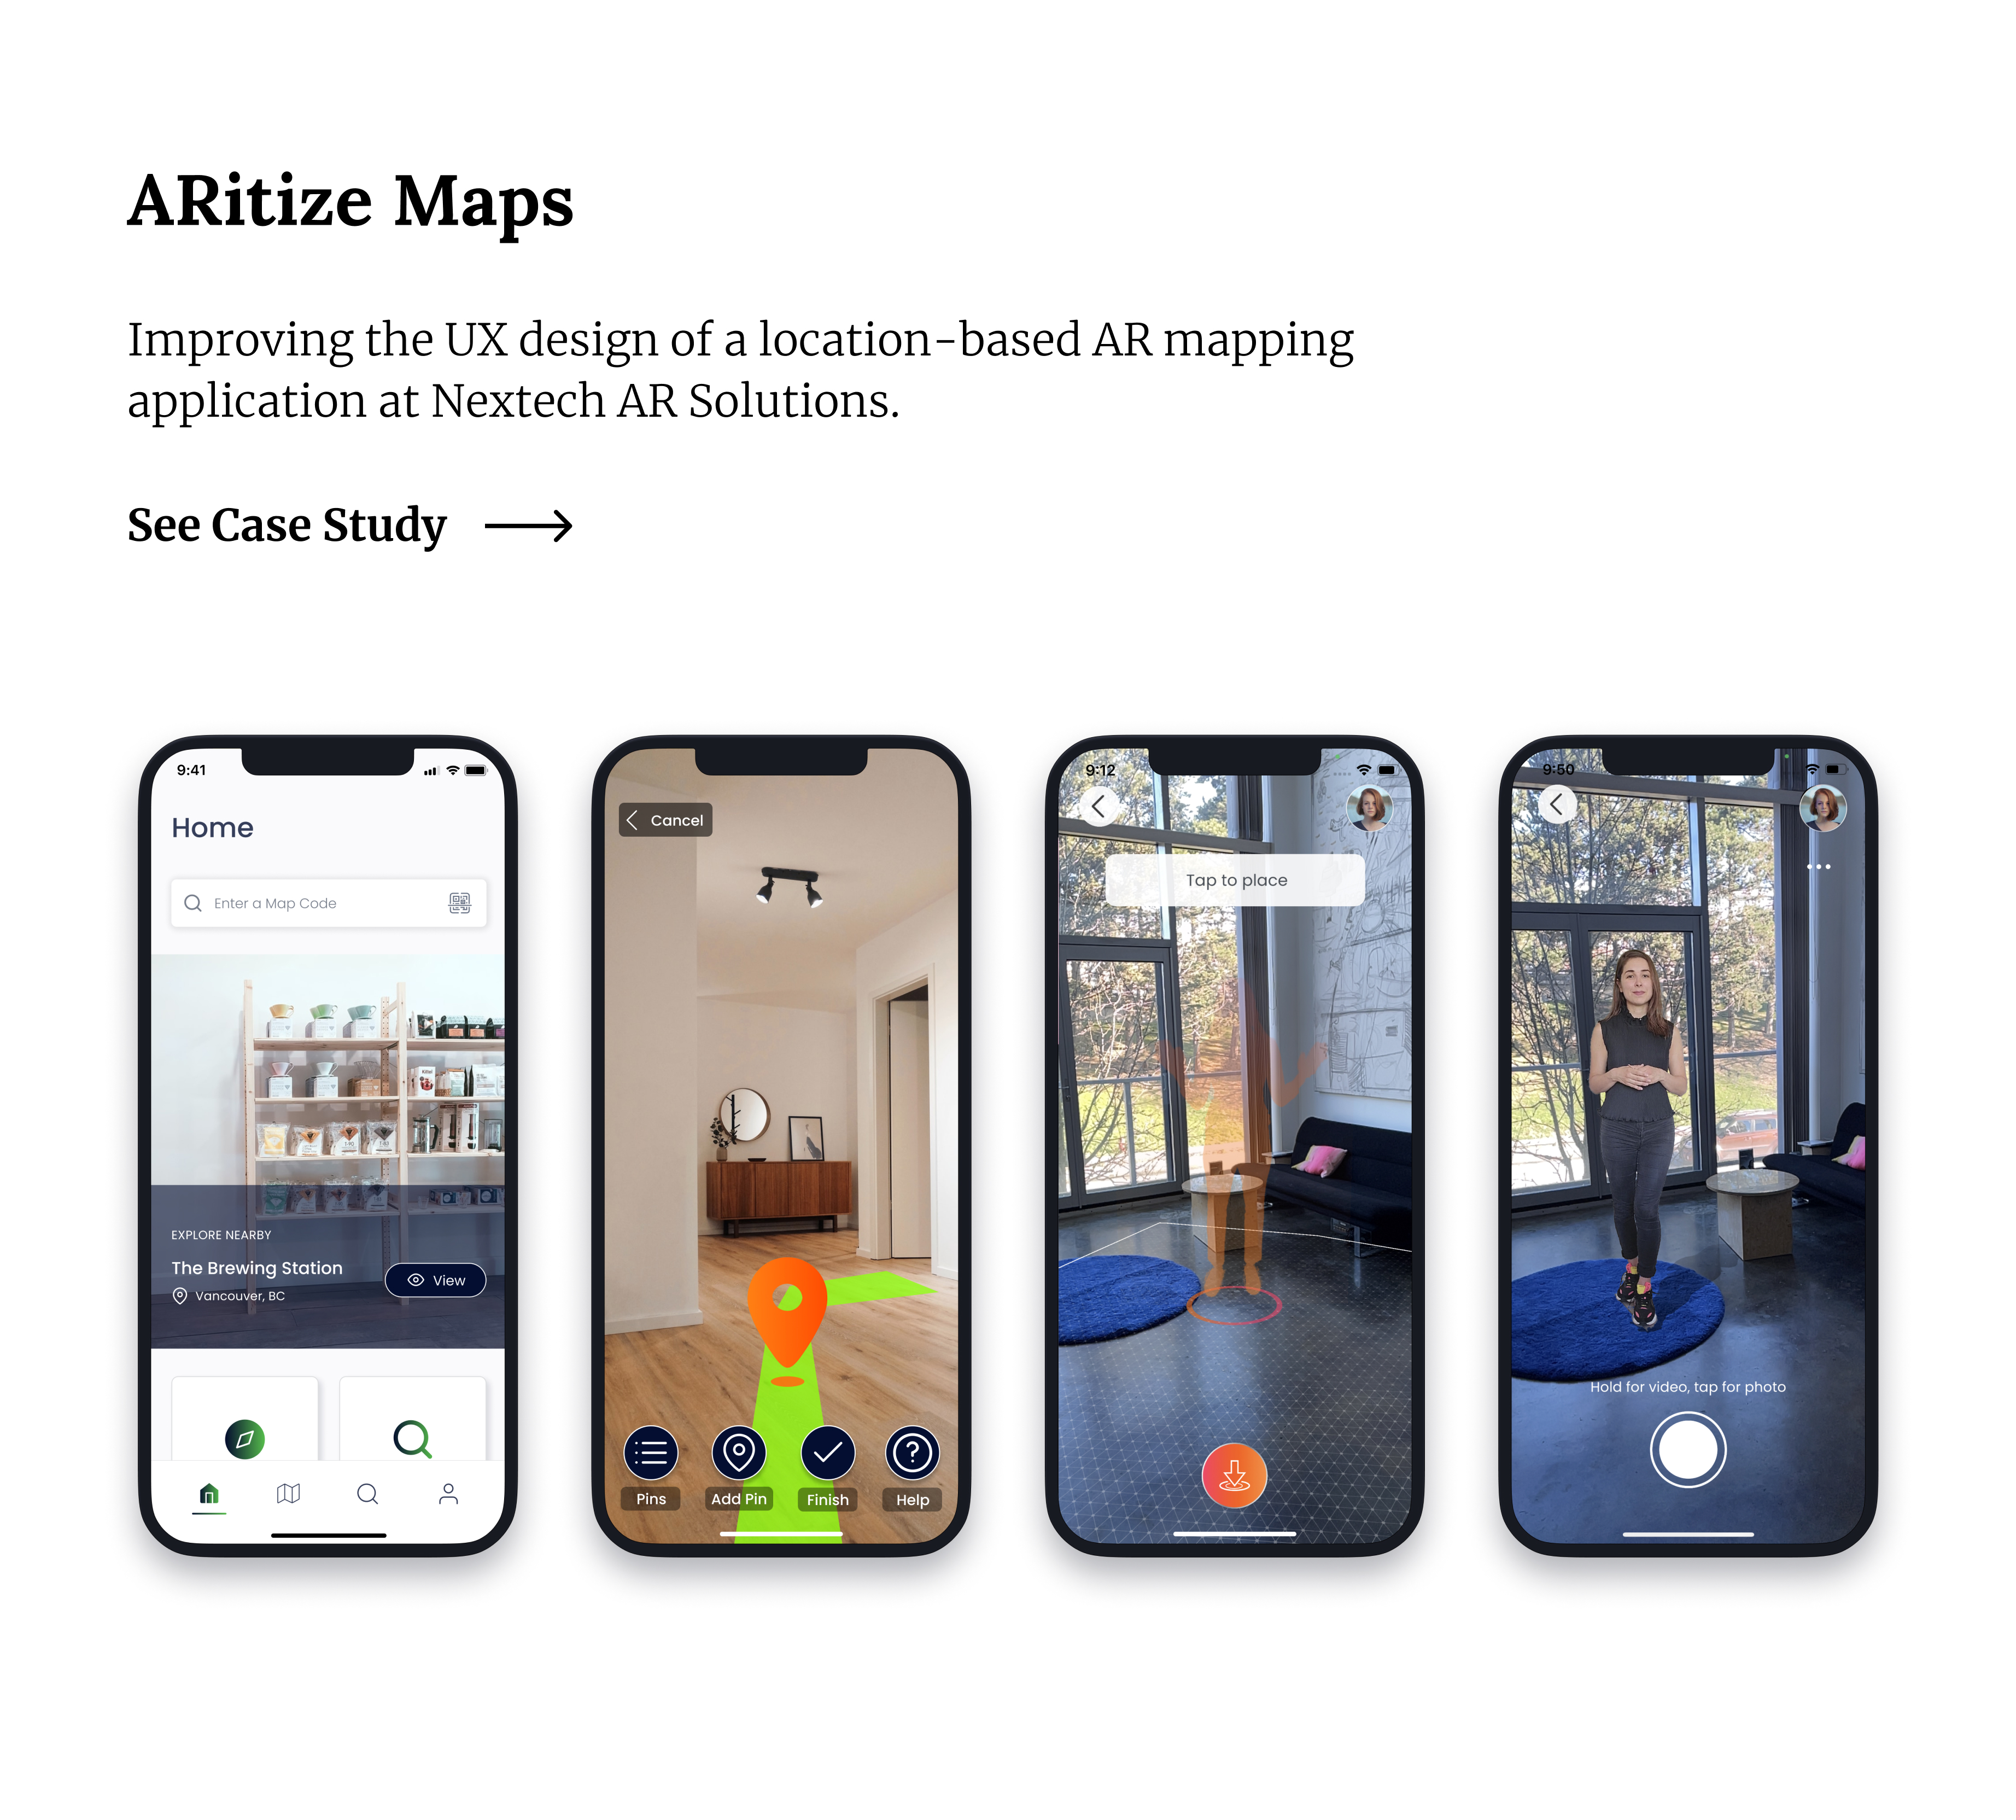 ARitize Maps
Improving the UX design of a location-based AR mapping
application at Nextech AR Solutions.
See Case Study
9:41
Home
Enter a Map Code
EXPLORE NEARBY
The Brewing Station
Vancouver, BC
View
Cancel
Pins
Add Pin
Finish
Help
9:12
Tap to place
9:50
Hold for video, tap for photo